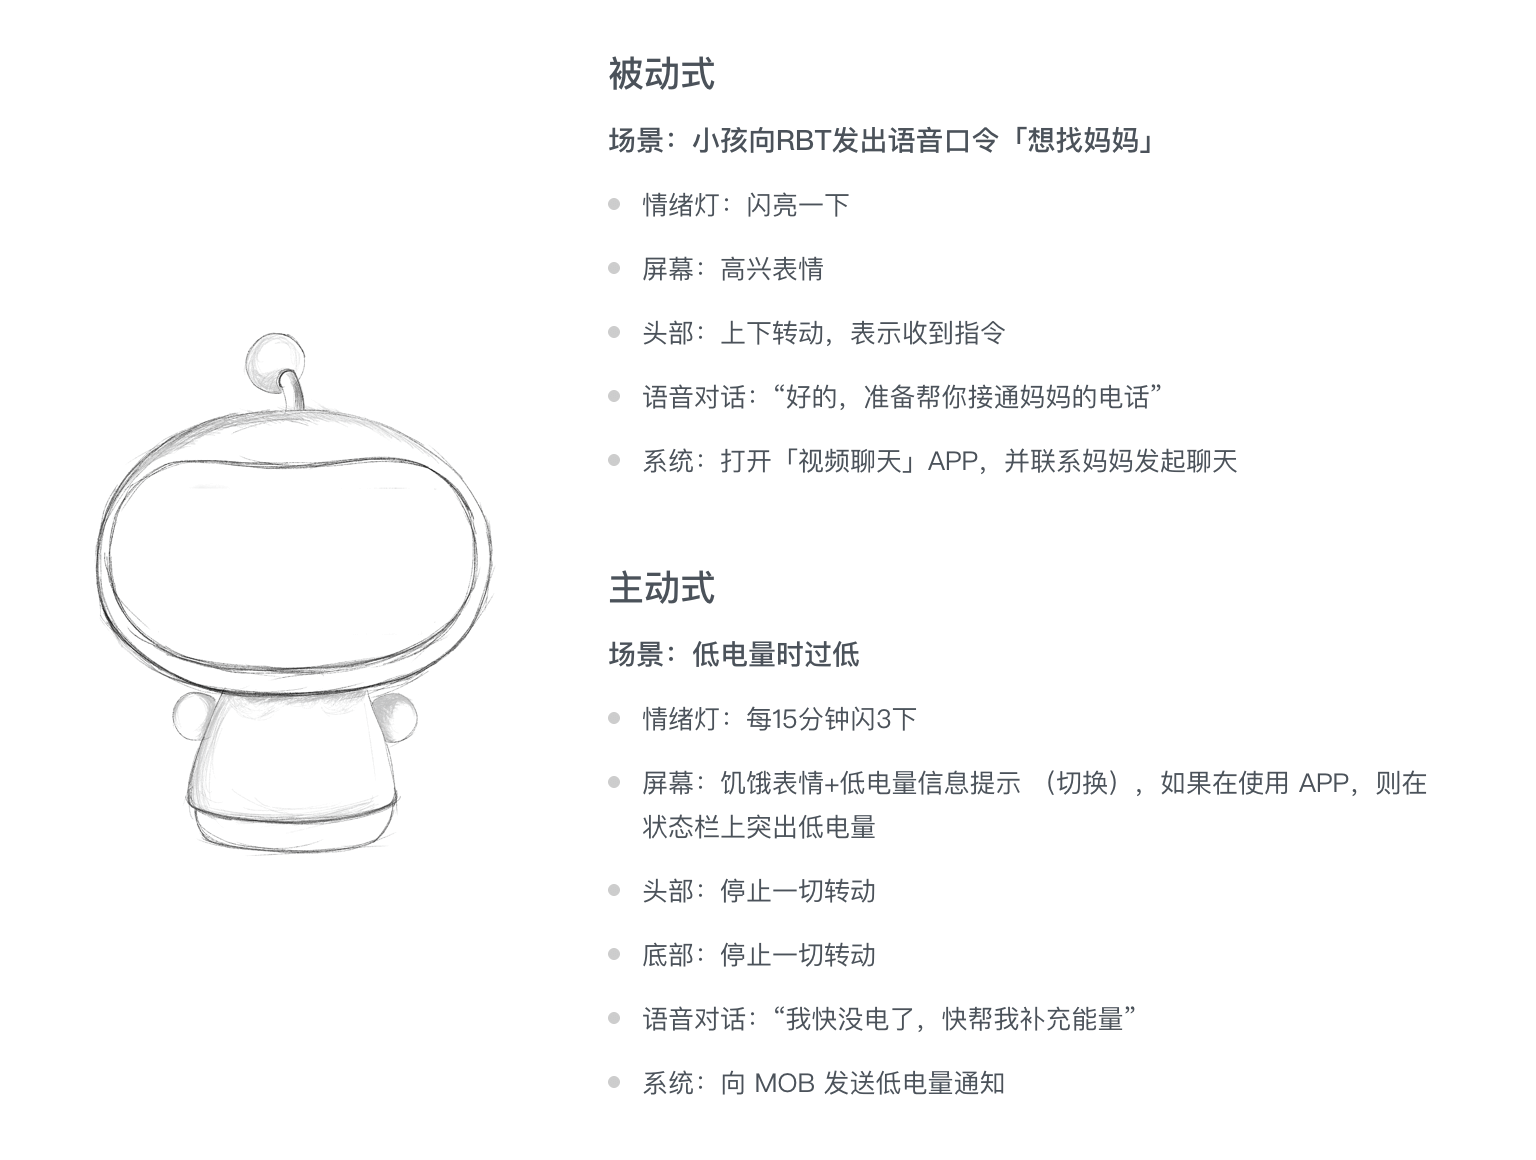 被动式
场景：小孩向RBT发出语音口令「想找妈妈」
情绪灯：闪亮一下
屏幕：高兴表情
头部：上下转动，表示收到指令
语音对话：“好的，准备帮你接通妈妈的电话”
系统：打开「视频聊天」APP，并联系妈妈发起聊天
主动式
场景：低电量时过低
情绪灯：每15分钟闪3下
屏幕：饥饿表情+低电量信息提示 （切换），如果在使用 APP，则在
状态栏上突出低电量
头部：停止一切转动
底部：停止一切转动
语音对话：“我快没电了，快帮我补充能量”
系统：向 MOB 发送低电量通知